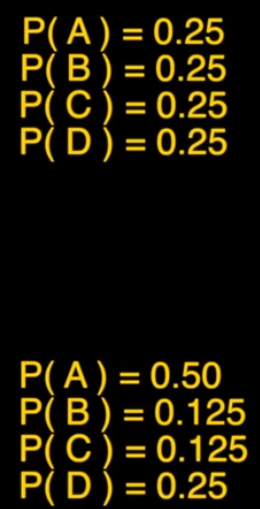 P( A ) = 0.25
P( B ) = 0.25
P( C ) = 0.25
P( D ) = 0.25
P( A ) = 0.50
P( B ) = 0.125
P( C ) = 0.125
P( D ) = 0.25